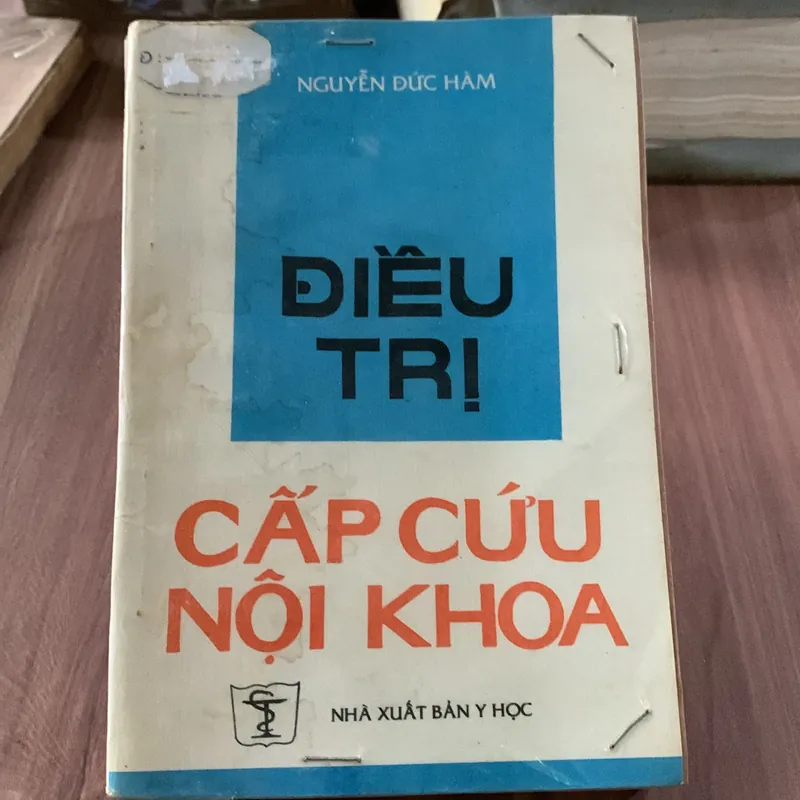 NGUYỄN ĐỨC HÀM
ĐIỀU
TRỊ
CẤP CỨU
NỘI KHOA
NHÀ XUẤT BẢN Y HỌC